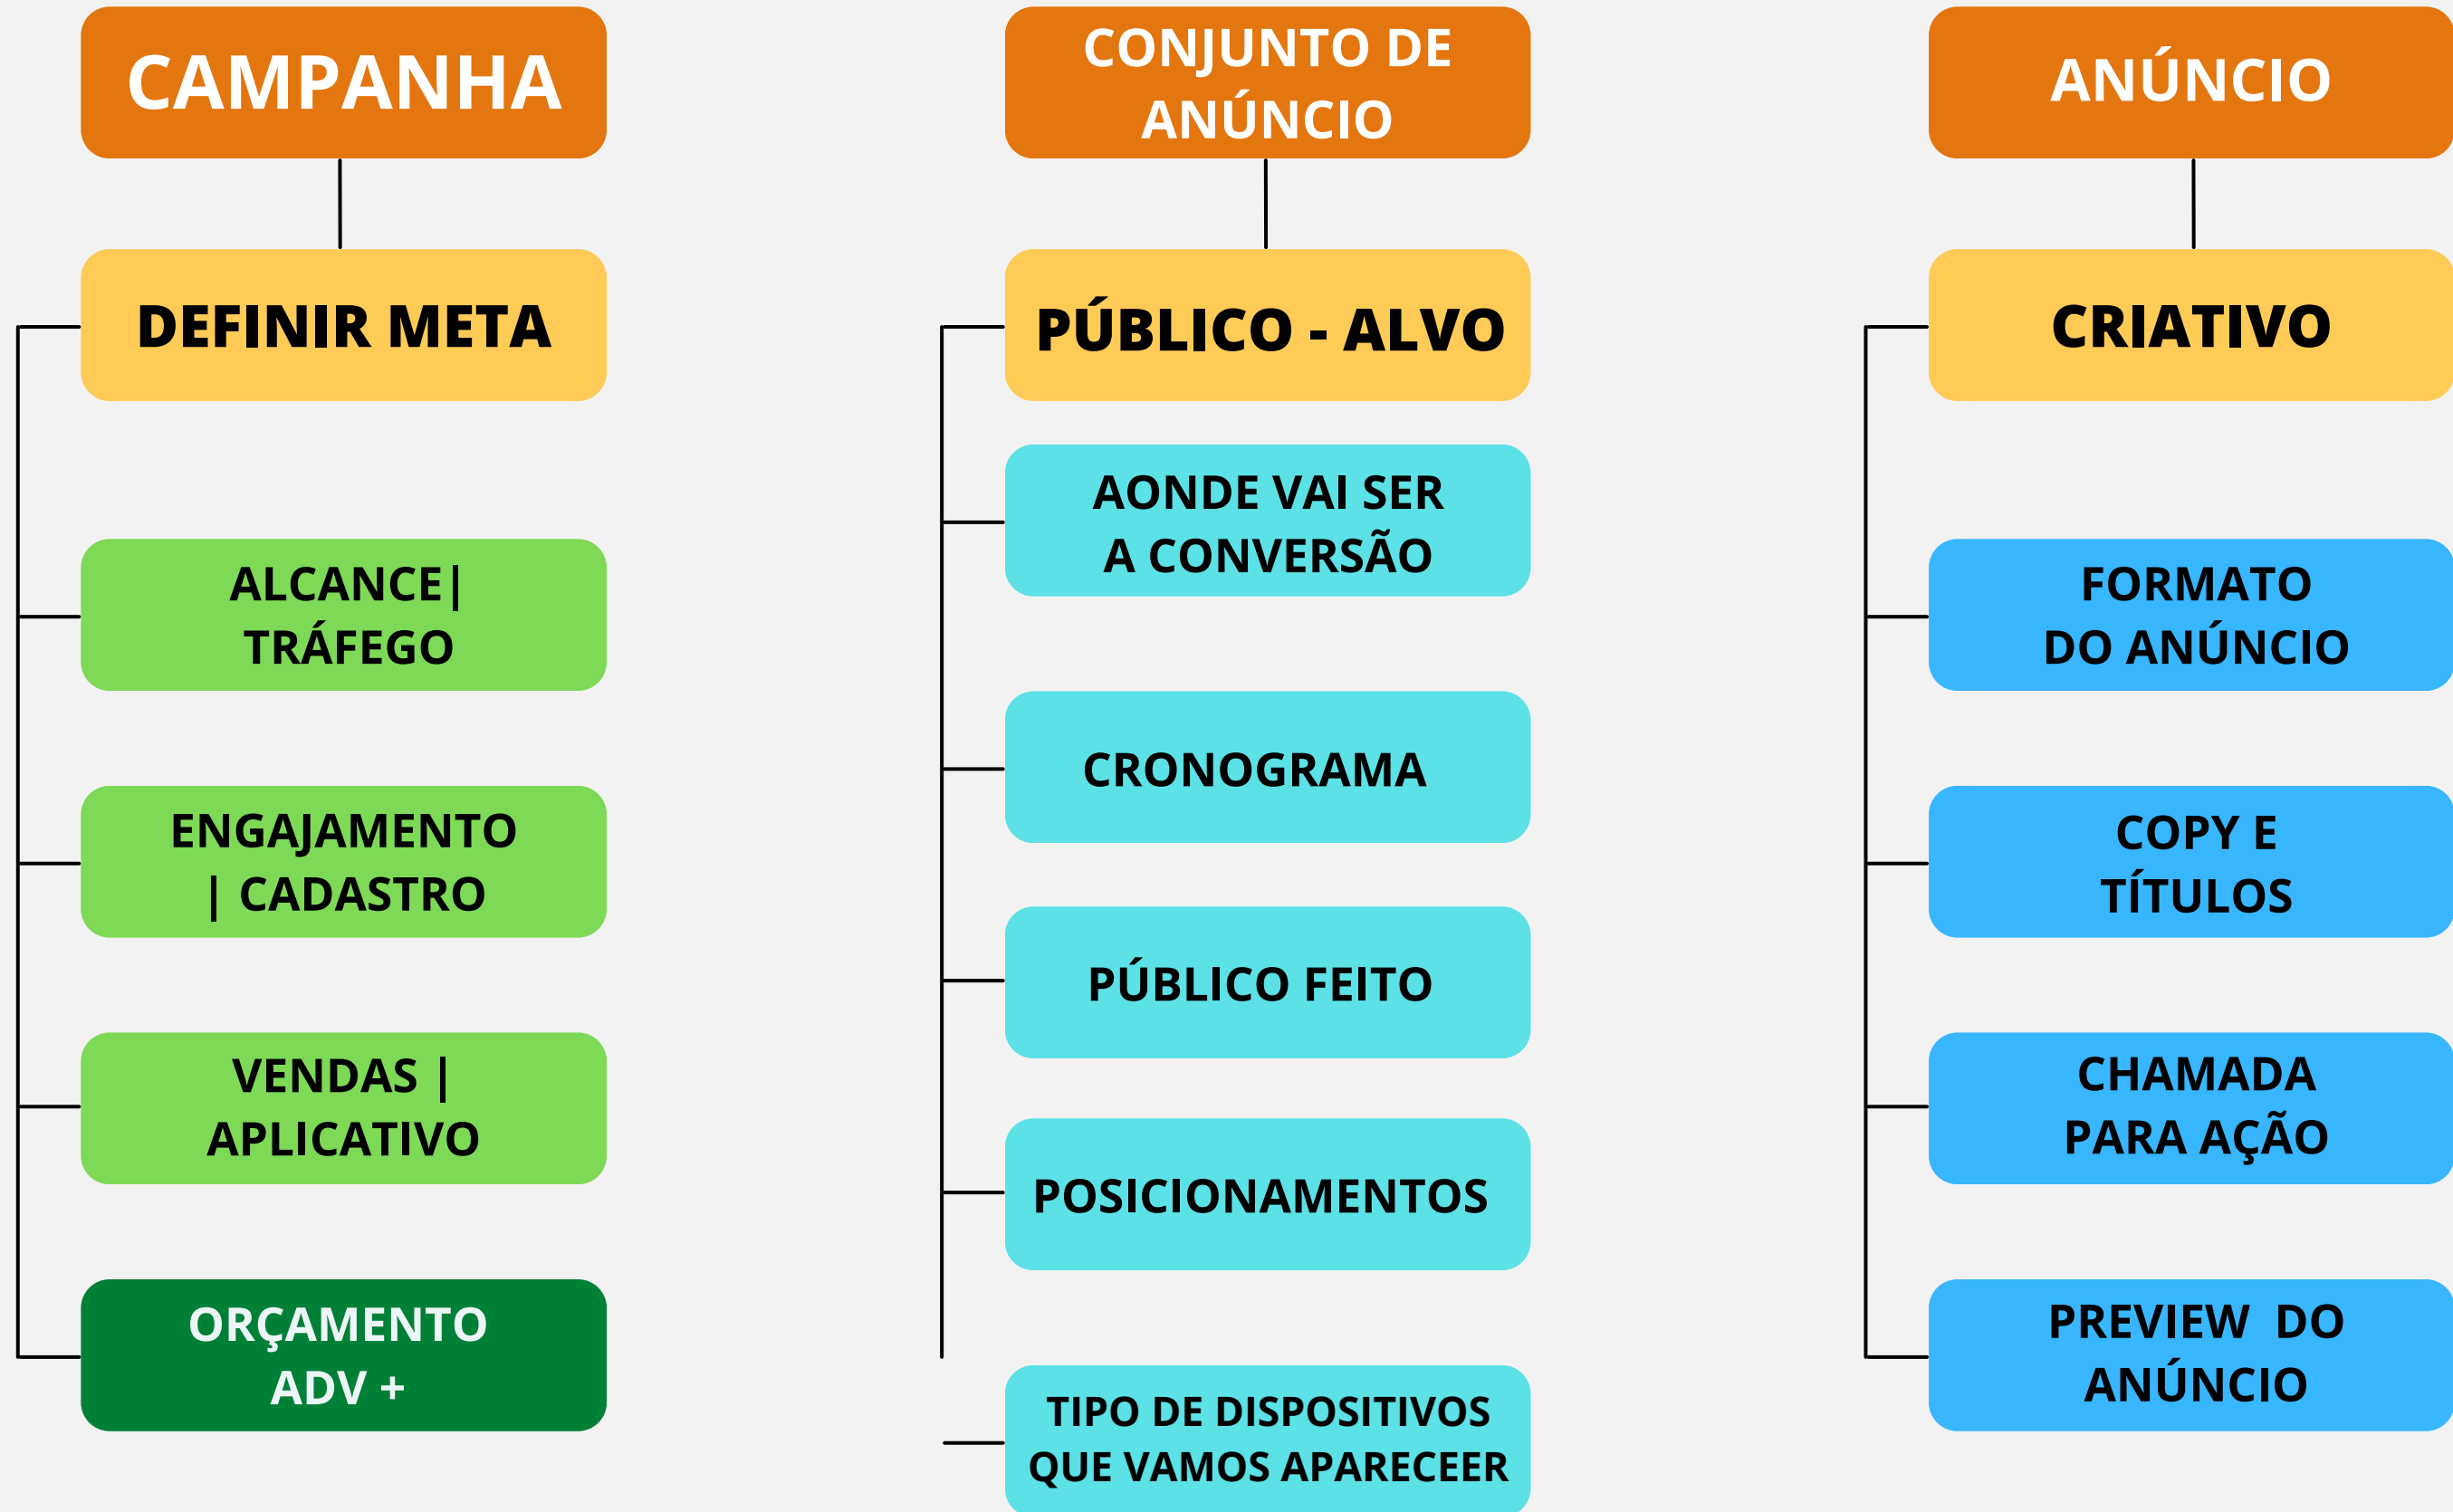 CAMPANHA
DEFINIR META
ALCANCE|
TRÁFEGO
ENGAJAMENTO
| CADASTRO
VENDAS |
APLICATIVO
ORÇAMENTO
ADV +
CONJUNTO DE
ANÚNCIO
PÚBLICO - ALVO
AONDE VAI SER
A CONVERSÃO
CRONOGRAMA
PÚBLICO FEITO
POSICIONAMENTOS
TIPO DE DISPOSITIVOS
QUE VAMOS APARECEER
ANÚNCIO
CRIATIVO
FORMATO
DO ANÚNCIO
COPY E
TÍTULOS
CHAMADA
PARA AÇÃO
PREVIEW  DO
ANÚNCIO